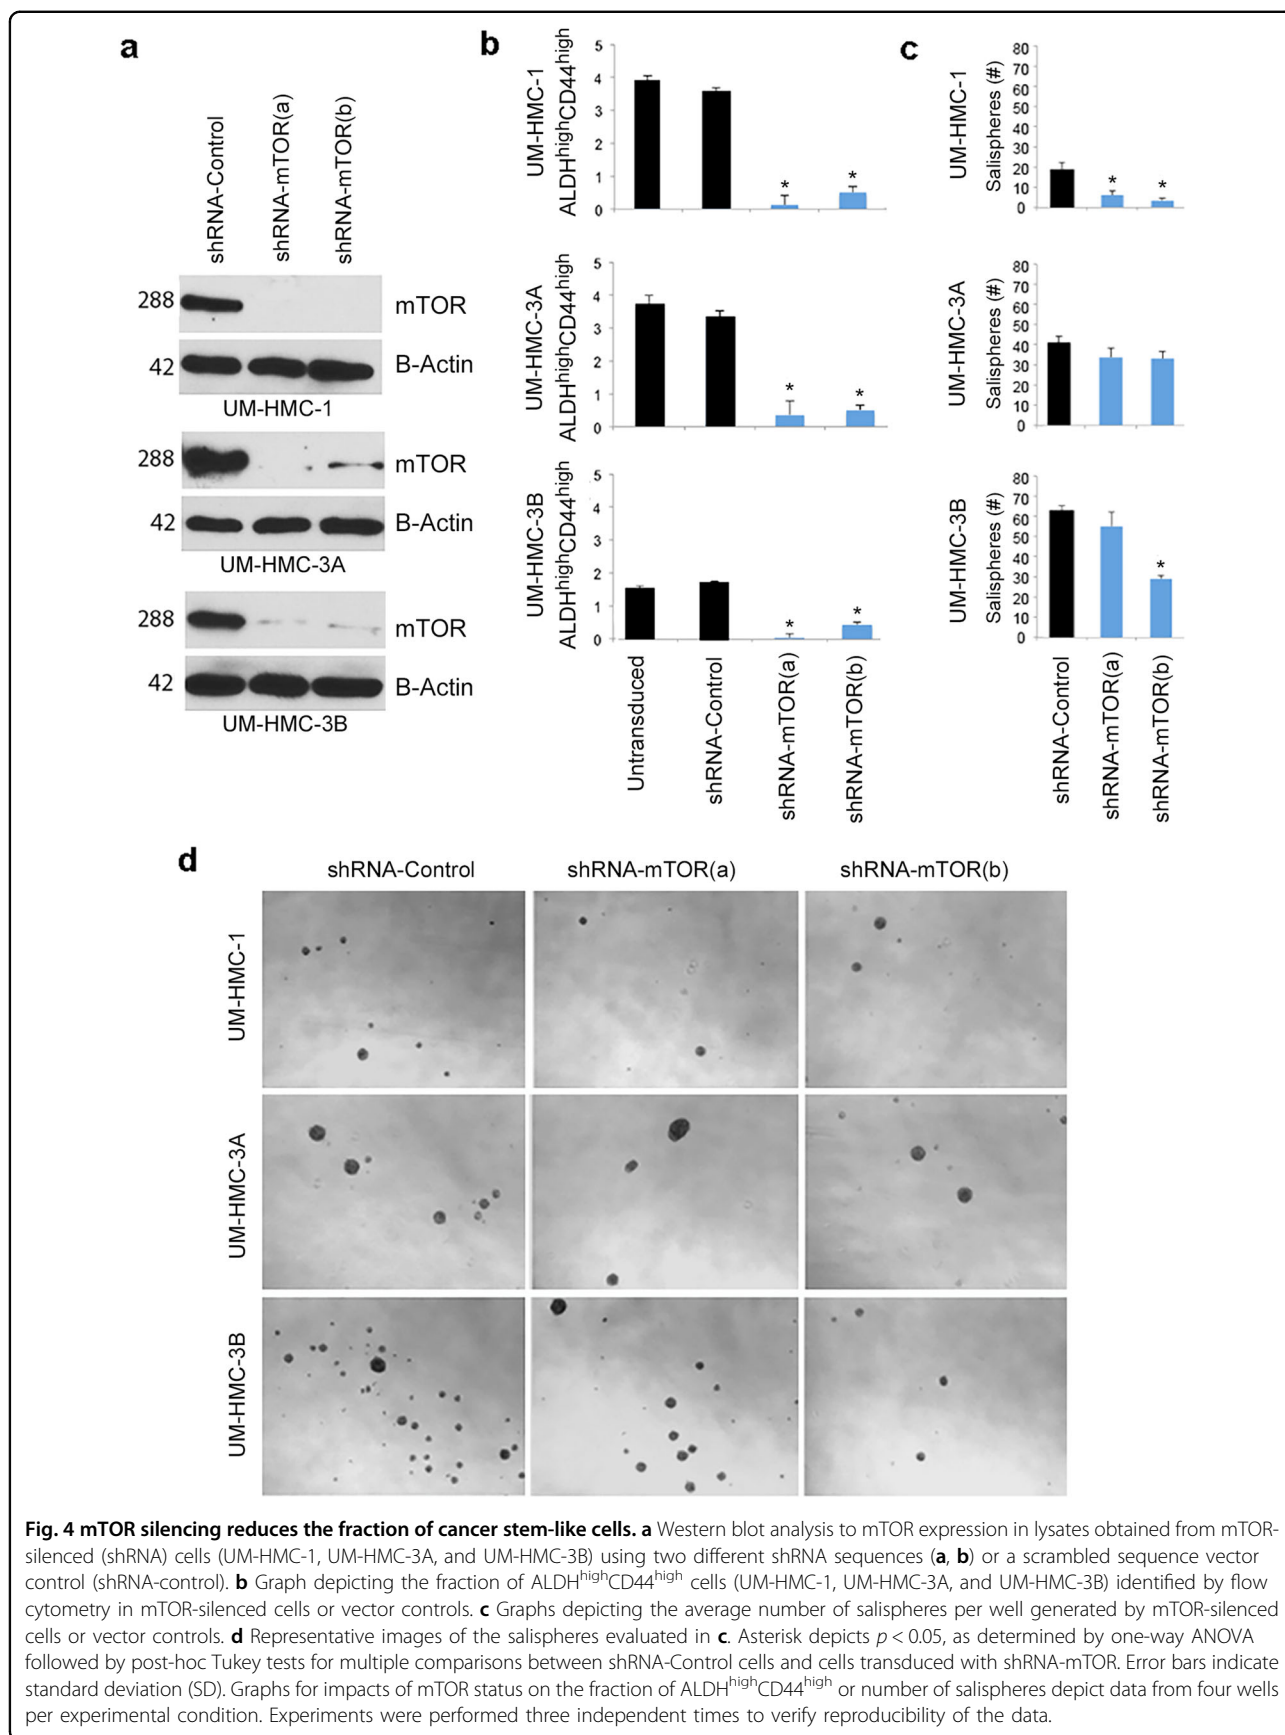 a
shRNA-Control
shRNA-mTOR(a)
shRNA-mTOR(b)
288
mTOR
42
B-Actin
UM-HMC-1
288
mTOR
42
B-Actin
UM-HMC-3A
288
mTOR
42
B-Actin
UM-HMC-3B
b
UM-HMC-1
ALDHhighCD44high
5
4
3
2
1
0
*
*
UM-HMC-3A
ALDHhighCD44high
5
4
3
2
1
0
*
*
UM-HMC-3B
ALDHhighCD44high
5
4
3
2
1
0
*
*
Untransduced
shRNA-Control
shRNA-mTOR(a)
shRNA-mTOR(b)
c
UM-HMC-1
Salispheres (#)
80
70
60
50
40
30
20
10
0
*
*
UM-HMC-3A
Salispheres (#)
80
70
60
50
40
30
20
10
0
UM-HMC-3B
Salispheres (#)
80
70
60
50
40
30
20
10
0
*
shRNA-Control
shRNA-mTOR(a)
shRNA-mTOR(b)
d
shRNA-Control
shRNA-mTOR(a)
shRNA-mTOR(b)
UM-HMC-1
UM-HMC-3A
UM-HMC-3B
Fig. 4 mTOR silencing reduces the fraction of cancer stem-like cells. a Western blot analysis to mTOR expression in lysates obtained from mTOR-
silenced (shRNA) cells (UM-HMC-1, UM-HMC-3A, and UM-HMC-3B) using two different shRNA sequences (a, b) or a scrambled sequence vector
control (shRNA-control). b Graph depicting the fraction of ALDHhighCD44high cells (UM-HMC-1, UM-HMC-3A, and UM-HMC-3B) identified by flow
cytometry in mTOR-silenced cells or vector controls. c Graphs depicting the average number of salispheres per well generated by mTOR-silenced
cells or vector controls. d Representative images of the salispheres evaluated in c. Asterisk depicts p < 0.05, as determined by one-way ANOVA
followed by post-hoc Tukey tests for multiple comparisons between shRNA-Control cells and cells transduced with shRNA-mTOR. Error bars indicate
standard deviation (SD). Graphs for impacts of mTOR status on the fraction of ALDHhighCD44high or number of salispheres depict data from four wells
per experimental condition. Experiments were performed three independent times to verify reproducibility of the data.